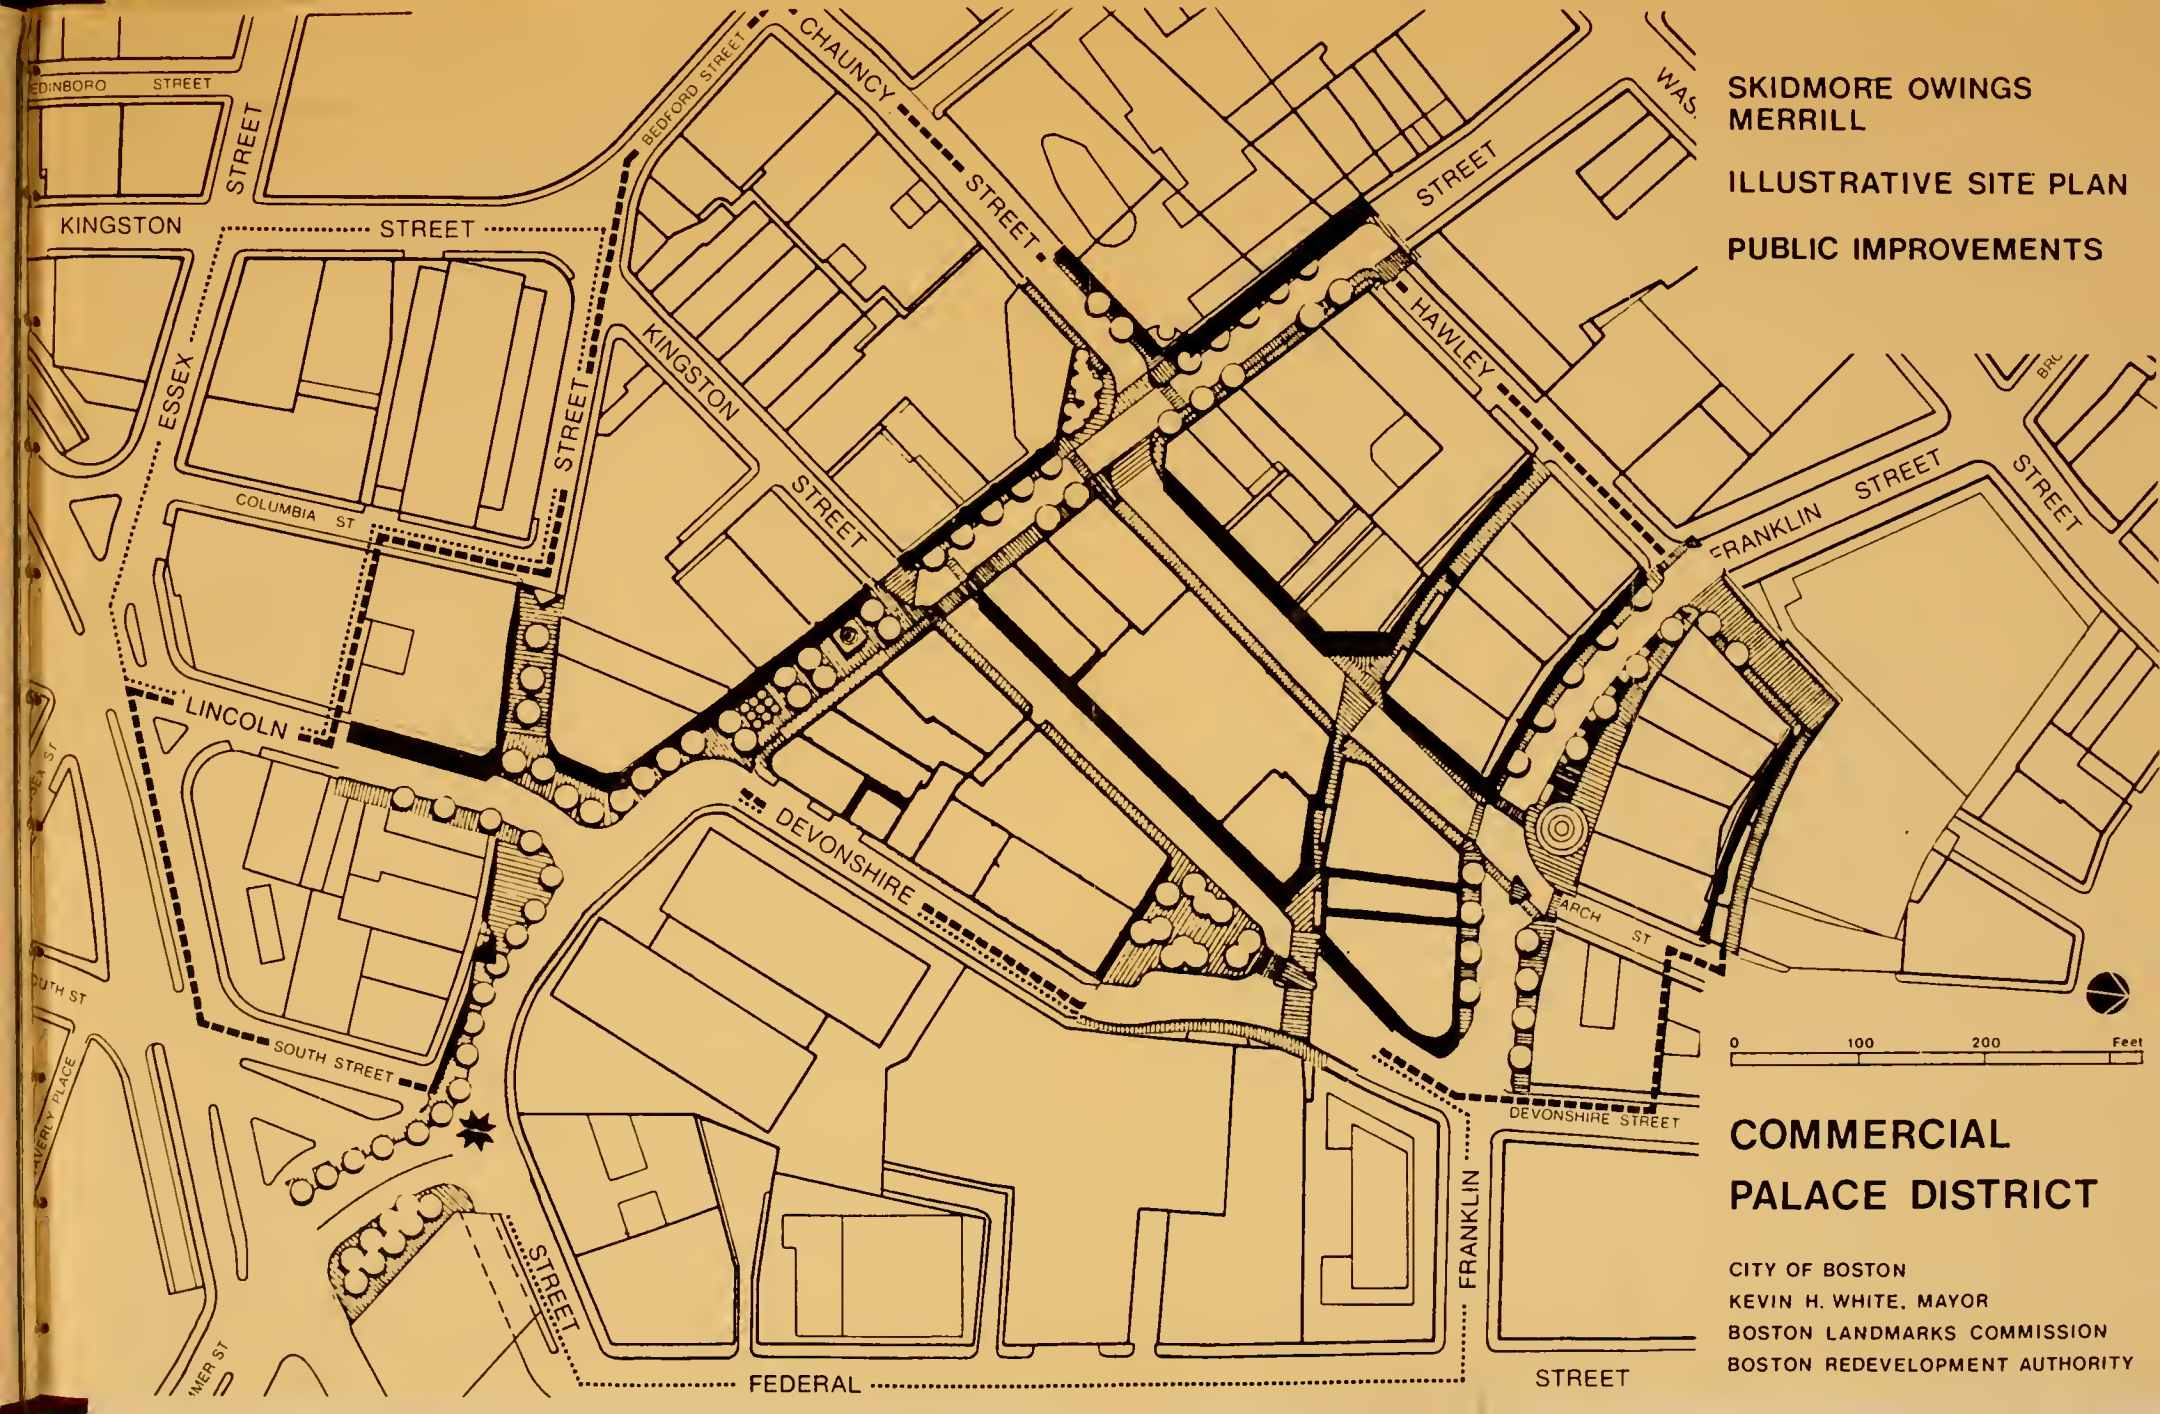 SKIDMORE OWINGS
MERRILL
ILLUSTRATIVE SITE PLAN
PUBLIC IMPROVEMENTS
EDINBORO STREET
STREET
KINGSTON STREET
BEDFORD STREET
CHAUNCY STREET
STREET
ESSEX
STREET
KINGSTON STREET
HAWLEY
FRANKLIN STREET
STREET
COLUMBIA ST
LINCOLN
DEVONSHIRE
ARCH ST
SOUTH STREET
DEVONSHIRE STREET
FRANKLIN
STREET
FEDERAL STREET
0 100 200 Feet
COMMERCIAL
PALACE DISTRICT
CITY OF BOSTON
KEVIN H. WHITE, MAYOR
BOSTON LANDMARKS COMMISSION
BOSTON REDEVELOPMENT AUTHORITY